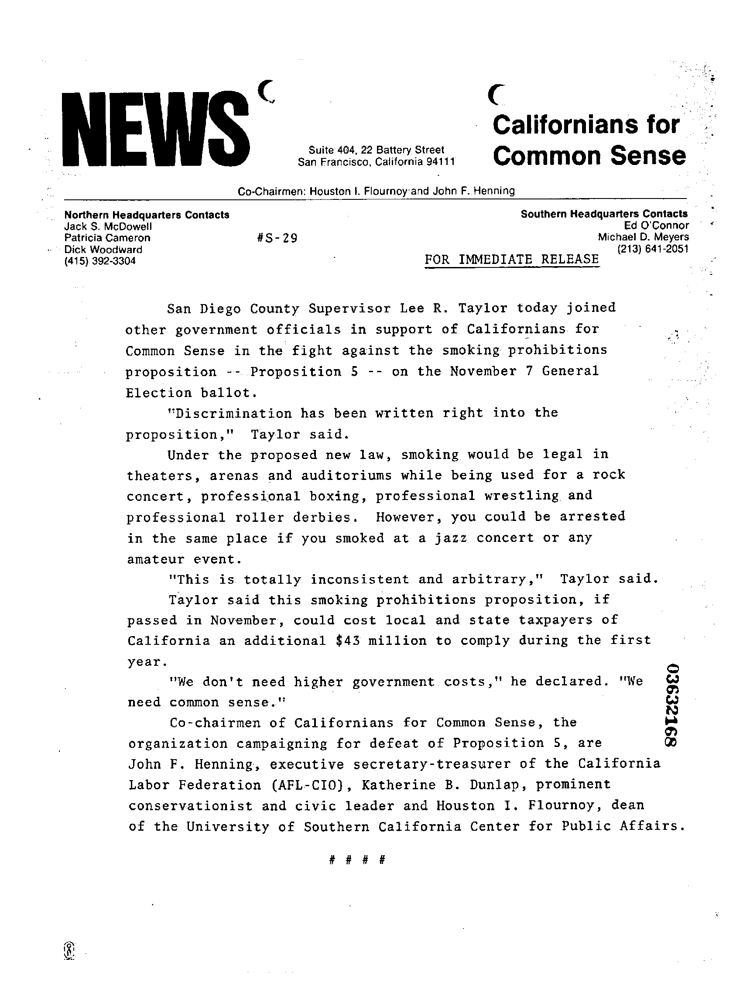 NEWS
Suite 404, 22 Battery Street
San Francisco, California 94111
Californians for
Common Sense
Co-Chairmen: Houston I. Flournoy and John F. Henning
Northern Headquarters Contacts
Jack S. McDowell
Patricia Cameron
Dick Woodward
(415) 392-3304
#S-29
Southern Headquarters Contacts
Ed O'Connor
Michael D. Meyers
(213) 641-2051
FOR IMMEDIATE RELEASE
San Diego County Supervisor Lee R. Taylor today joined
other government officials in support of Californians for
Common Sense in the fight against the smoking prohibitions
proposition -- Proposition 5 -- on the November 7 General
Election ballot.
"Discrimination has been written right into the
proposition," Taylor said.
Under the proposed new law, smoking would be legal in
theaters, arenas and auditoriums while being used for a rock
concert, professional boxing, professional wrestling and
professional roller derbies. However, you could be arrested
in the same place if you smoked at a jazz concert or any
amateur event.
"This is totally inconsistent and arbitrary," Taylor said.
Taylor said this smoking prohibitions proposition, if
passed in November, could cost local and state taxpayers of
California an additional $43 million to comply during the first
year.
"We don't need higher government costs," he declared. "We
need common sense."
Co-chairmen of Californians for Common Sense, the
organization campaigning for defeat of Proposition 5, are
John F. Henning, executive secretary-treasurer of the California
Labor Federation (AFL-CIO), Katherine B. Dunlap, prominent
conservationist and civic leader and Houston I. Flournoy, dean
of the University of Southern California Center for Public Affairs.
# # # #
03632168